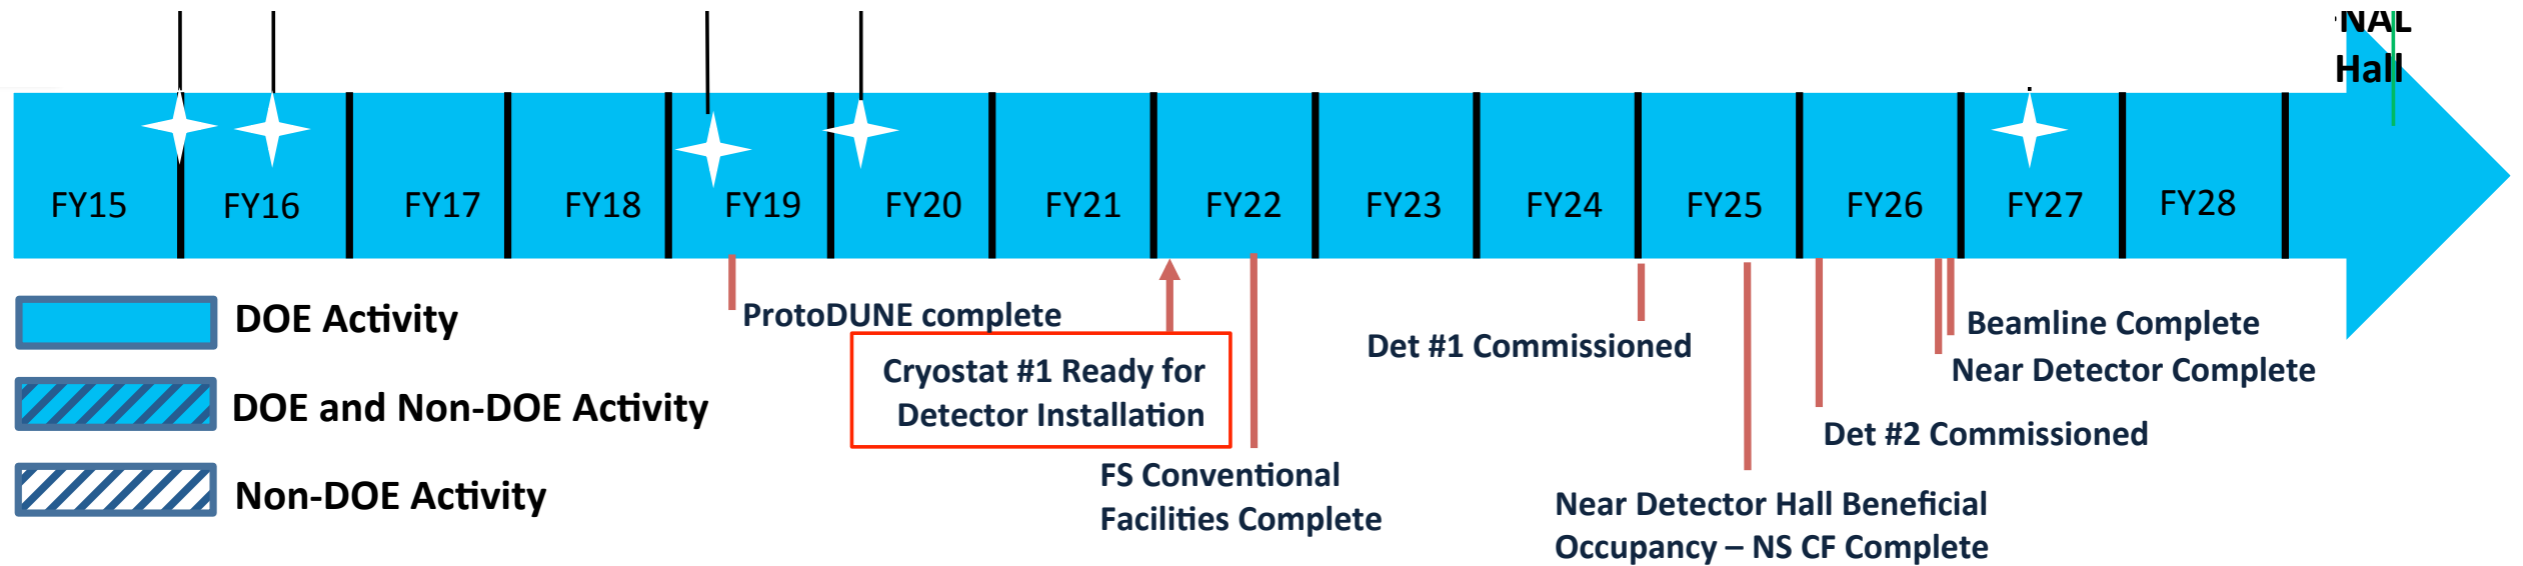 NAL
Hall
FY15 FY16 FY17 FY18 FY19 FY20 FY21 FY22 FY23 FY24 FY25 FY26 FY27 FY28
DOE Activity
DOE and Non-DOE Activity
Non-DOE Activity
ProtoDUNE complete
Cryostat #1 Ready for
Detector Installation
FS Conventional
Facilities Complete
Det #1 Commissioned
Near Detector Hall Beneficial
Occupancy – NS CF Complete
Det #2 Commissioned
Beamline Complete
Near Detector Complete